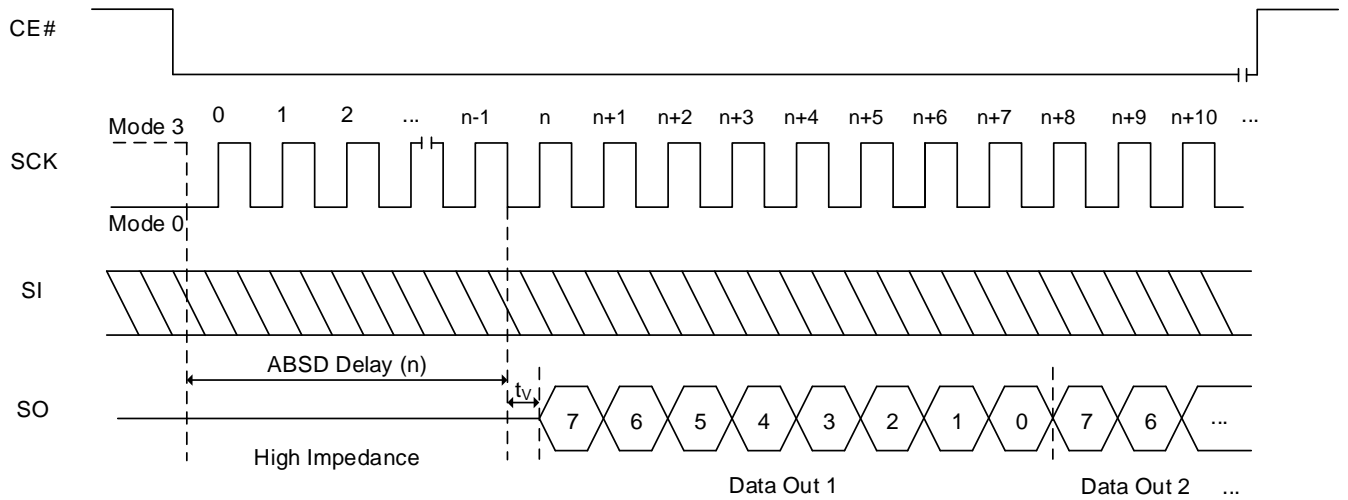 CE#
0 1 2 ... n-1 n n+1 n+2 n+3 n+4 n+5 n+6 n+7 n+8 n+9 n+10 ...
Mode 3
SCK
Mode 0
SI
ABSD Delay (n)
tV
SO
7 6 5 4 3 2 1 0 7 6 ...
High Impedance
Data Out 1 Data Out 2 ...